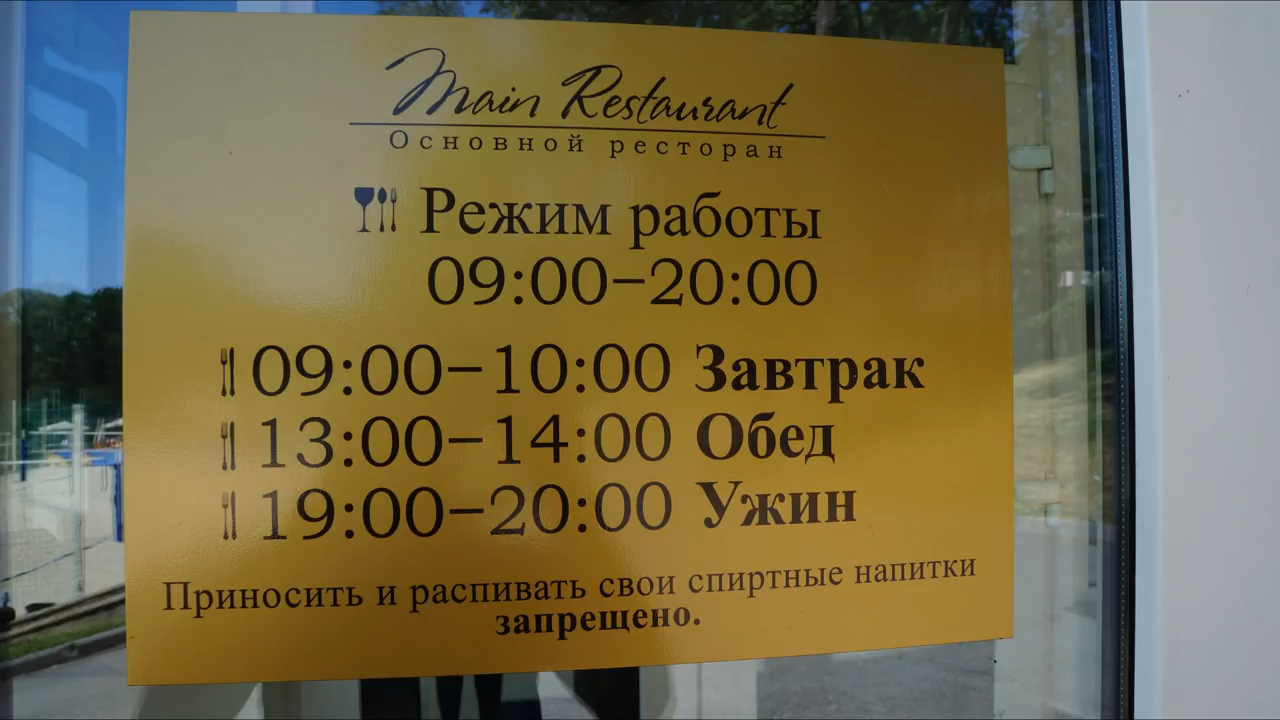 Main Restaurant
Основной ресторан
Режим работы
09:00–20:00
09:00–10:00 Завтрак
13:00–14:00 Обед
19:00–20:00 Ужин
Приносить и распивать свои спиртные напитки
запрещено.